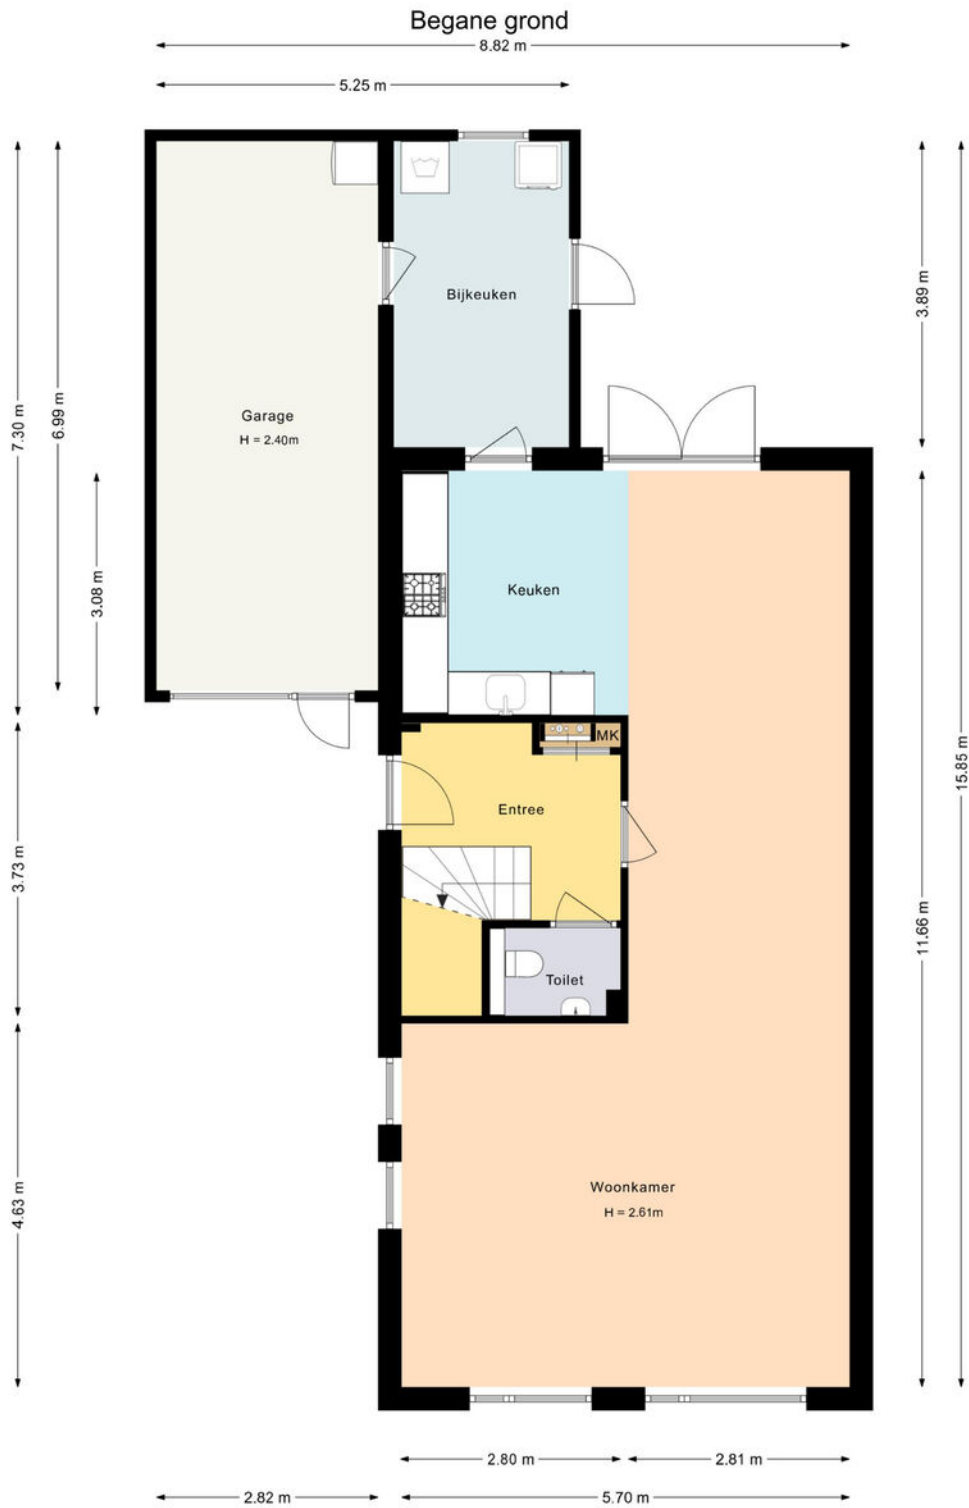 Begane grond
8.82 m
5.25 m
7.30 m
6.99 m
3.08 m
3.89 m
Bijkeuken
Garage
H = 2.40m
Keuken
MK
Entree
3.73 m
15.85 m
11.66 m
Toilet
4.63 m
Woonkamer
H = 2.61m
2.80 m
2.81 m
2.82 m
5.70 m